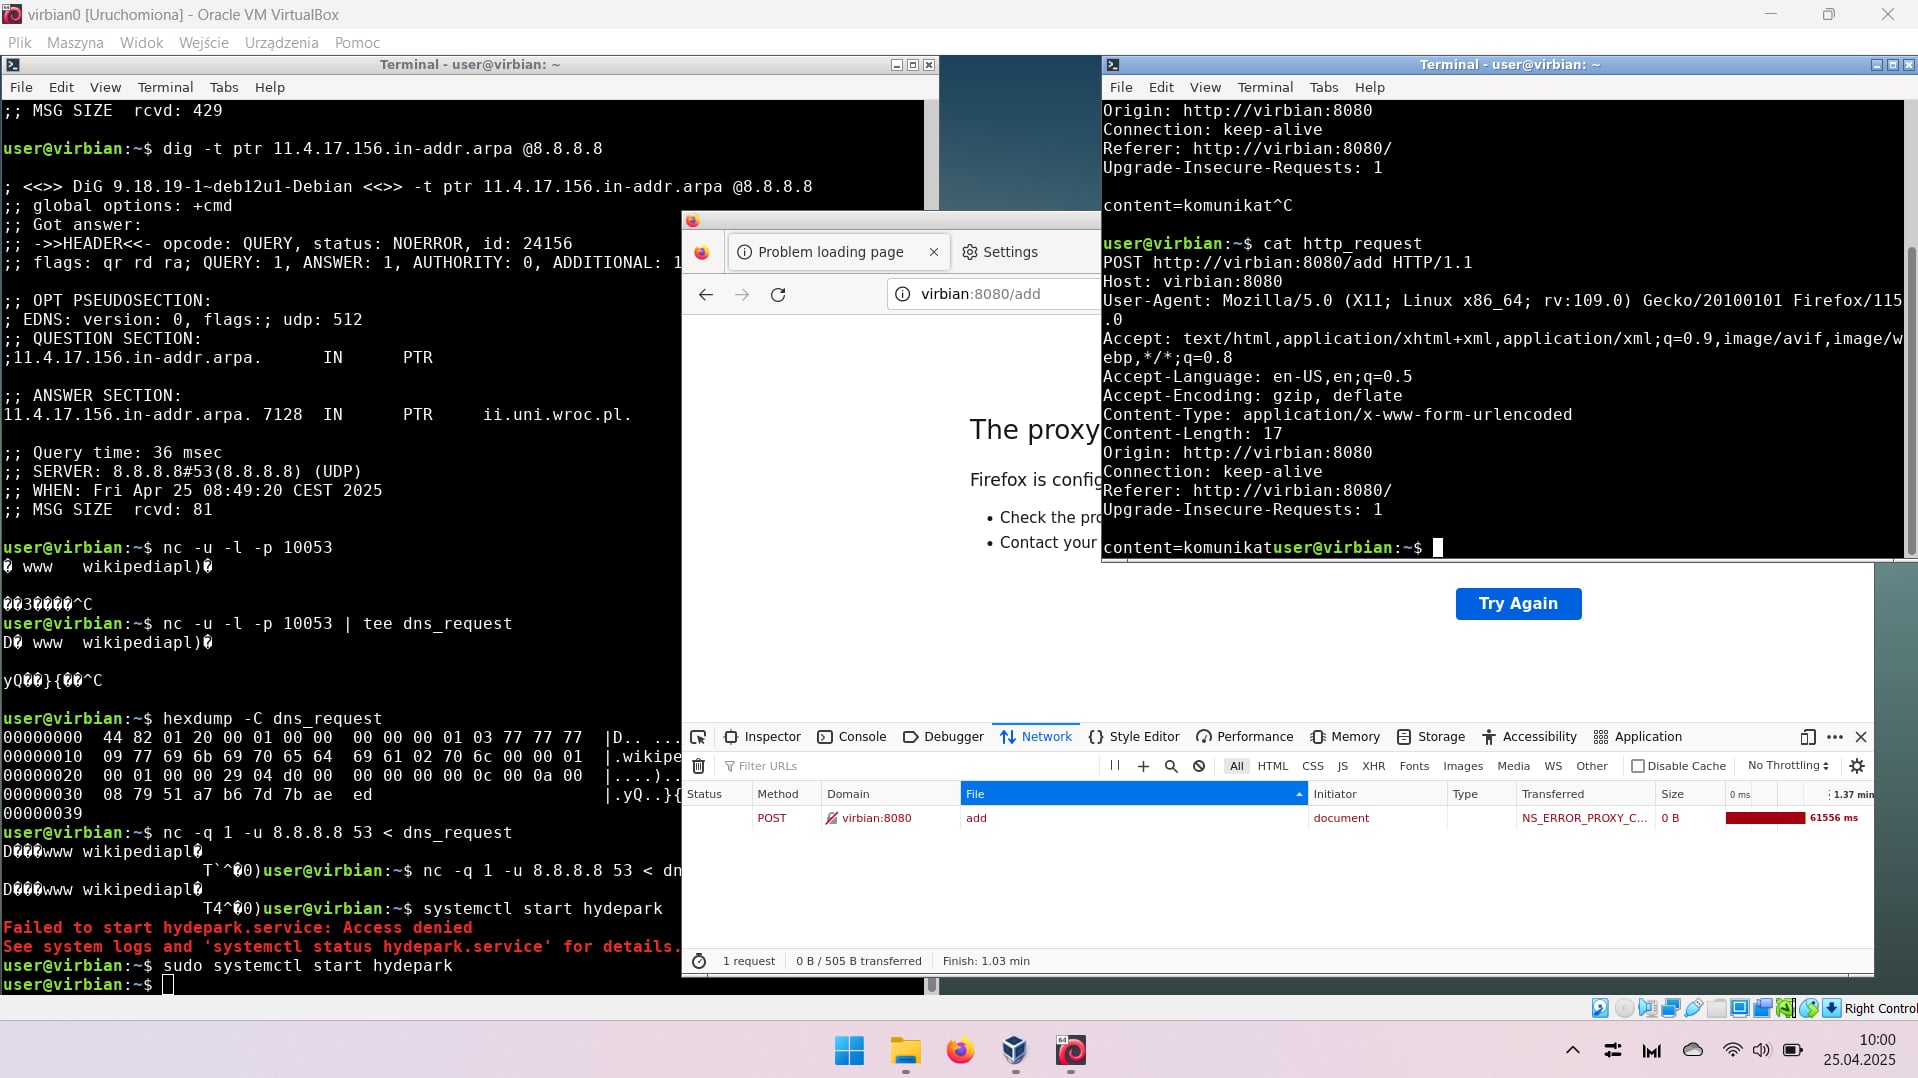 virbian0 [Uruchomiona] - Oracle VM VirtualBox
Plik Maszyna Widok Wejście Urządzenia Pomoc
Terminal - user@virbian: ~
File Edit View Terminal Tabs Help
;; MSG SIZE  rcvd: 429
user@virbian:~$ dig -t ptr 11.4.17.156.in-addr.arpa @8.8.8.8
; <<>> DiG 9.18.19-1~deb12u1-Debian <<>> -t ptr 11.4.17.156.in-addr.arpa @8.8.8.8
;; global options: +cmd
;; Got answer:
;; ->>HEADER<<- opcode: QUERY, status: NOERROR, id: 24156
;; flags: qr rd ra; QUERY: 1, ANSWER: 1, AUTHORITY: 0, ADDITIONAL: 1
;; OPT PSEUDOSECTION:
; EDNS: version: 0, flags:; udp: 512
;; QUESTION SECTION:
;11.4.17.156.in-addr.arpa. IN PTR
;; ANSWER SECTION:
11.4.17.156.in-addr.arpa. 7128 IN PTR ii.uni.wroc.pl.
;; Query time: 36 msec
;; SERVER: 8.8.8.8#53(8.8.8.8) (UDP)
;; WHEN: Fri Apr 25 08:49:20 CEST 2025
;; MSG SIZE  rcvd: 81
user@virbian:~$ nc -u -l -p 10053
� www wikipediapl)�
��3����^C
user@virbian:~$ nc -u -l -p 10053 | tee dns_request
D� www wikipediapl)�
yQ��}{��^C
user@virbian:~$ hexdump -C dns_request
00000000  44 82 01 20 00 01 00 00  00 00 00 01 03 77 77 77  |D.. ...
00000010  09 77 69 6b 69 70 65 64  69 61 02 70 6c 00 00 01  |.wikipe
00000020  00 01 00 00 29 04 d0 00  00 00 00 00 0c 00 0a 00  |....)..
00000030  08 79 51 a7 b6 7d 7b ae  ed  |.yQ..}{
00000039
user@virbian:~$ nc -q 1 -u 8.8.8.8 53 < dns_request
D���www wikipediapl�
T`^�0)user@virbian:~$ nc -q 1 -u 8.8.8.8 53 < dn
D���www wikipediapl�
T4^�0)user@virbian:~$ systemctl start hydepark
Failed to start hydepark.service: Access denied
See system logs and 'systemctl status hydepark.service' for details.
user@virbian:~$ sudo systemctl start hydepark
user@virbian:~$
Terminal - user@virbian: ~
File Edit View Terminal Tabs Help
Origin: http://virbian:8080
Connection: keep-alive
Referer: http://virbian:8080/
Upgrade-Insecure-Requests: 1
content=komunikat^C
user@virbian:~$ cat http_request
POST http://virbian:8080/add HTTP/1.1
Host: virbian:8080
User-Agent: Mozilla/5.0 (X11; Linux x86_64; rv:109.0) Gecko/20100101 Firefox/115
.0
Accept: text/html,application/xhtml+xml,application/xml;q=0.9,image/avif,image/w
ebp,*/*;q=0.8
Accept-Language: en-US,en;q=0.5
Accept-Encoding: gzip, deflate
Content-Type: application/x-www-form-urlencoded
Content-Length: 17
Origin: http://virbian:8080
Connection: keep-alive
Referer: http://virbian:8080/
Upgrade-Insecure-Requests: 1
content=komunikatuser@virbian:~$
Problem loading page Settings
virbian:8080/add
The proxy
Firefox is config
• Check the pro
• Contact your
Try Again
Inspector Console Debugger Network Style Editor Performance Memory Storage Accessibility Application
Filter URLs All HTML CSS JS XHR Fonts Images Media WS Other Disable Cache No Throttling
Status Method Domain File Initiator Type Transferred Size 0 ms 1.37 min
POST virbian:8080 add document NS_ERROR_PROXY_C... 0 B 61556 ms
1 request 0 B / 505 B transferred Finish: 1.03 min
Right Control
10:00
25.04.2025